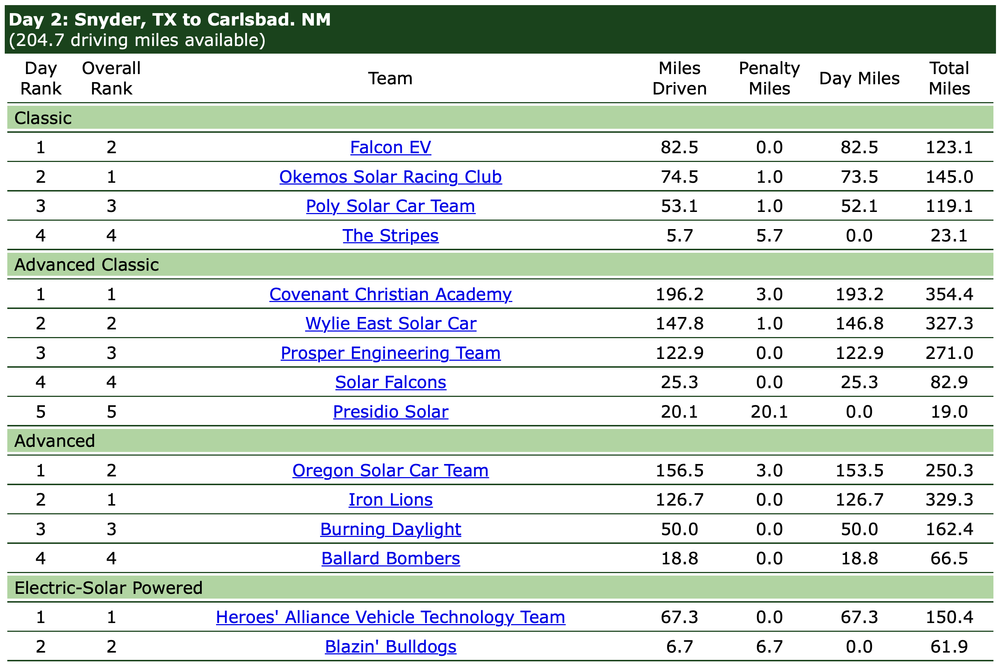 Day 2: Snyder, TX to Carlsbad. NM
(204.7 driving miles available)
Day Rank Overall Rank Team Miles Driven Penalty Miles Day Miles Total Miles
Classic
1 2 Falcon EV 82.5 0.0 82.5 123.1
2 1 Okemos Solar Racing Club 74.5 1.0 73.5 145.0
3 3 Poly Solar Car Team 53.1 1.0 52.1 119.1
4 4 The Stripes 5.7 5.7 0.0 23.1
Advanced Classic
1 1 Covenant Christian Academy 196.2 3.0 193.2 354.4
2 2 Wylie East Solar Car 147.8 1.0 146.8 327.3
3 3 Prosper Engineering Team 122.9 0.0 122.9 271.0
4 4 Solar Falcons 25.3 0.0 25.3 82.9
5 5 Presidio Solar 20.1 20.1 0.0 19.0
Advanced
1 2 Oregon Solar Car Team 156.5 3.0 153.5 250.3
2 1 Iron Lions 126.7 0.0 126.7 329.3
3 3 Burning Daylight 50.0 0.0 50.0 162.4
4 4 Ballard Bombers 18.8 0.0 18.8 66.5
Electric-Solar Powered
1 1 Heroes' Alliance Vehicle Technology Team 67.3 0.0 67.3 150.4
2 2 Blazin' Bulldogs 6.7 6.7 0.0 61.9